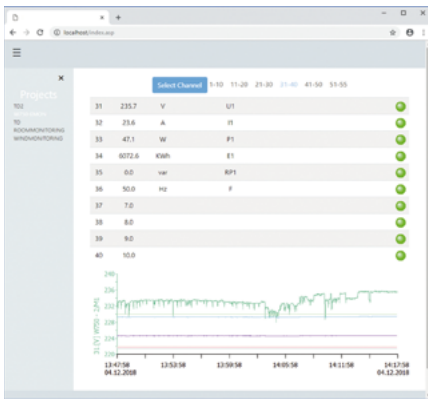 localhost/index.asp
Projects
TD2
TD
ROOMMONITORING
WINDMONITORING
Select Channel 1-10 11-20 21-30 31-40 41-50 51-55
31 235.7 V U1
32 23.6 A I1
33 47.1 W P1
34 6072.6 KWh E1
35 0.0 var RP1
36 50.0 Hz F
37 7.0
38 8.0
39 9.0
40 10.0
240
236
232
228
224
220
13:47:58 13:53:58 13:59:58 14:05:58 14:11:58 14:17:58
04.12.2018 04.12.2018